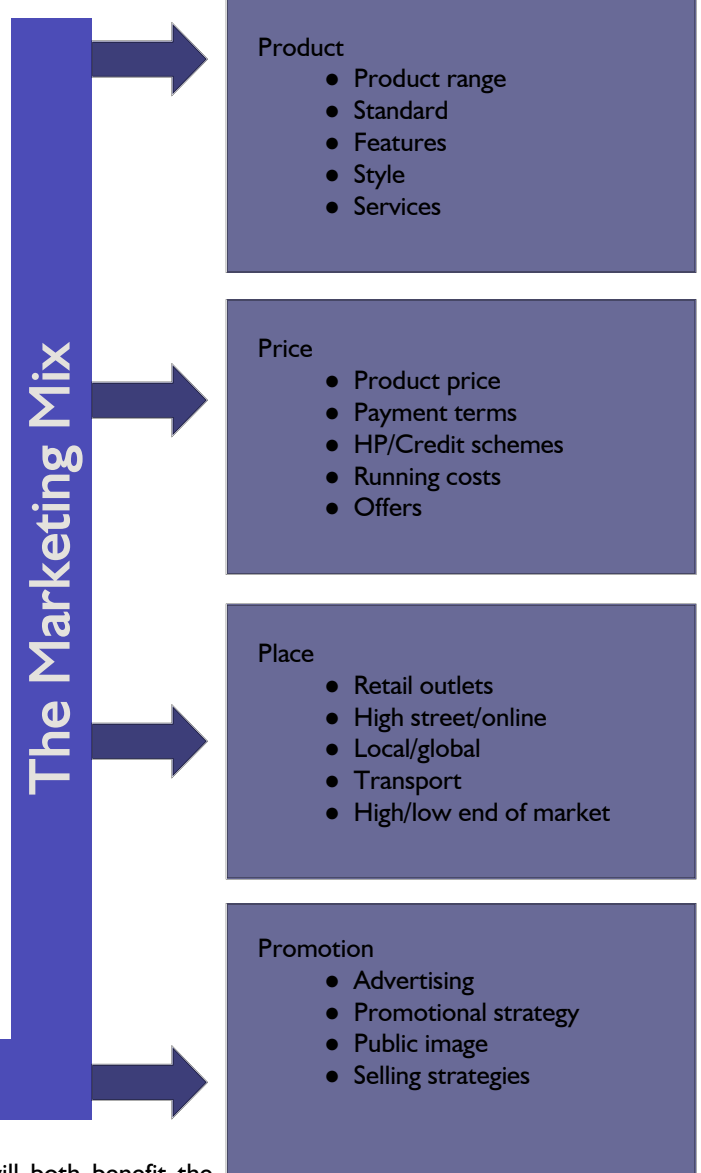 The Marketing Mix
Product
● Product range
● Standard
● Features
● Style
● Services
Price
● Product price
● Payment terms
● HP/Credit schemes
● Running costs
● Offers
Place
● Retail outlets
● High street/online
● Local/global
● Transport
● High/low end of market
Promotion
● Advertising
● Promotional strategy
● Public image
● Selling strategies
both benefit the